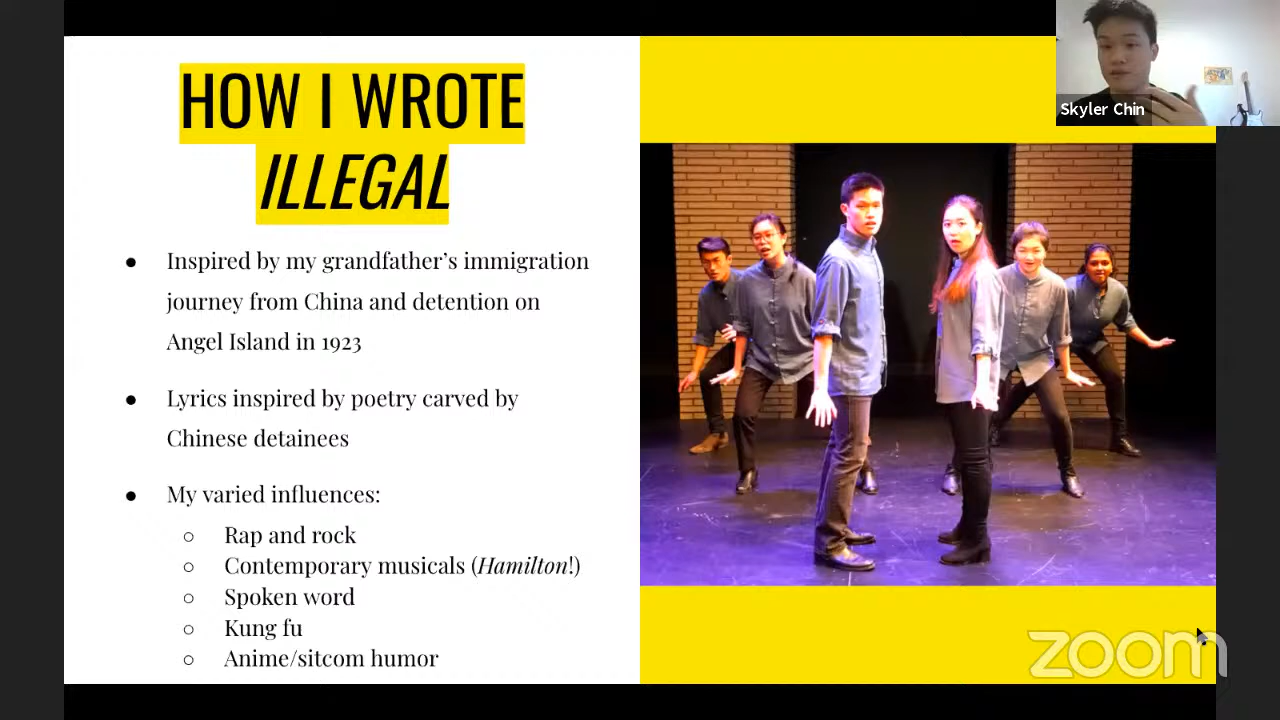 HOW I WROTE
ILLEGAL
● Inspired by my grandfather’s immigration
journey from China and detention on
Angel Island in 1923
● Lyrics inspired by poetry carved by
Chinese detainees
● My varied influences:
○ Rap and rock
○ Contemporary musicals (Hamilton!)
○ Spoken word
○ Kung fu
○ Anime/sitcom humor
Skyler Chin
zoom